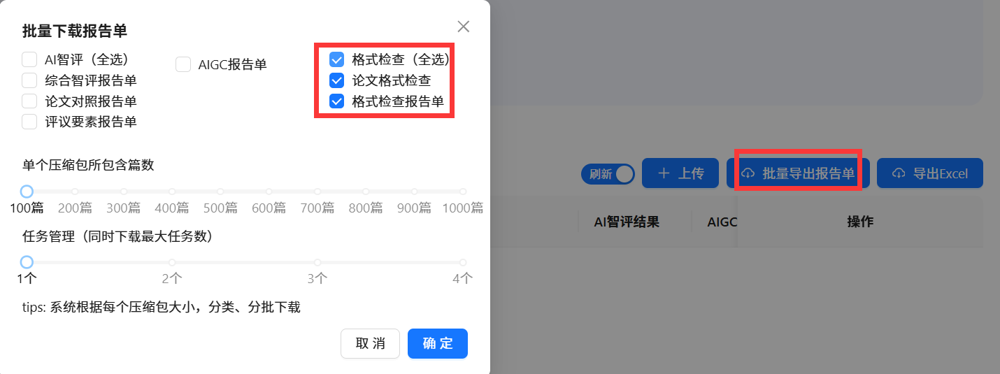 批量下载报告单
AI智评（全选）
综合智评报告单
论文对照报告单
评议要素报告单
AIGC报告单
格式检查（全选）
论文格式检查
格式检查报告单
单个压缩包所包含篇数
100篇 200篇 300篇 400篇 500篇 600篇 700篇 800篇 900篇 1000篇
任务管理（同时下载最大任务数）
1个 2个 3个 4个
tips: 系统根据每个压缩包大小，分类、分批下载
取 消 确 定
刷新 上传 批量导出报告单 导出Excel
AI智评结果 AIGC 操作